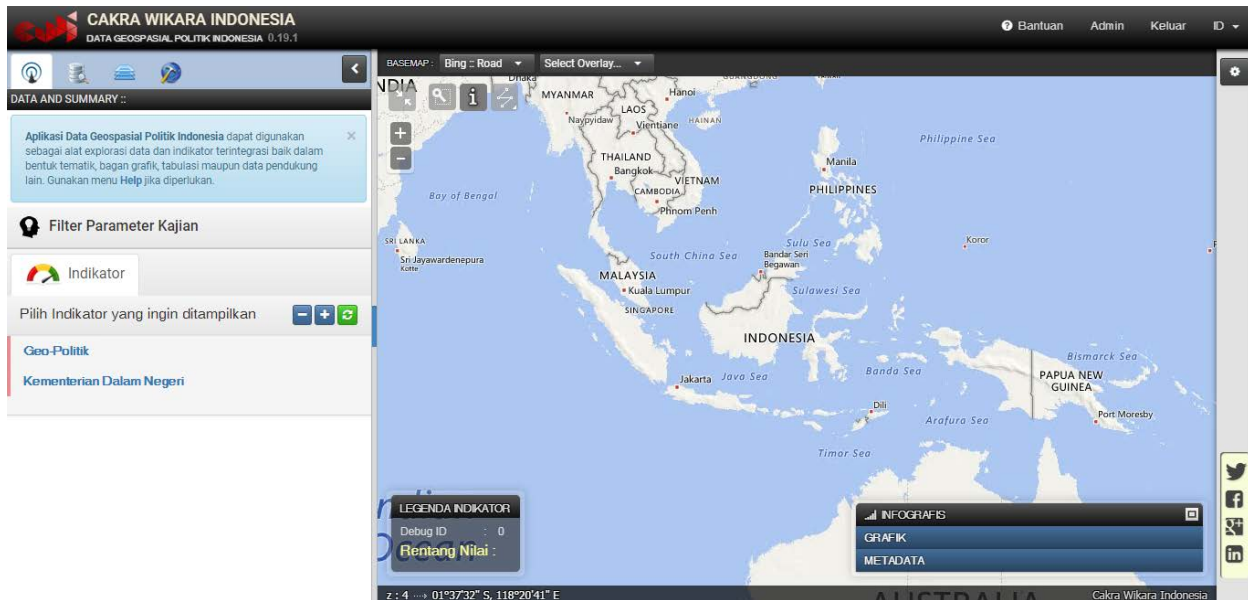 CAKRA WIKARA INDONESIA
DATA GEOSPASIAL POLITIK INDONESIA 0.19.1
Bantuan Admin Keluar ID
DATA AND SUMMARY ::
Aplikasi Data Geospasial Politik Indonesia dapat digunakan
sebagai alat explorasi data dan indikator terintegrasi baik dalam
bentuk tematik, bagan grafik, tabulasi maupun data pendukung
lain. Gunakan menu Help jika diperlukan.
Filter Parameter Kajian
Indikator
Pilih Indikator yang ingin ditampilkan
Geo-Politik
Kementerian Dalam Negeri
BASEMAP : Bing :: Road Select Overlay...
NDIA
Dhaka
MYANMAR
Hanoi
LAOS
Naypyidaw
Vientiane
HAINAN
Philippine Sea
THAILAND
Manila
Bangkok
VIETNAM
CAMBODIA
PHILIPPINES
Bay of Bengal
Phnom Penh
SRI LANKA
Sri Jayawardenepura
Kotte
Sulu Sea
Koror
South China Sea
Bandar Seri
Begawan
MALAYSIA
Kuala Lumpur
Sulawesi Sea
SINGAPORE
INDONESIA
Bismarck Sea
Jakarta
Java Sea
Banda Sea
PAPUA NEW
GUINEA
Dili
Arafura Sea
Port Moresby
Timor Sea
LEGENDA INDIKATOR
Debug ID : 0
Rentang Nilai :
Ocean
INFOGRAFIS
GRAFIK
METADATA
AUSTRALIA
z : 4 ···→ 01°37'32" S, 118°20'41" E
Cakra Wikara Indonesia